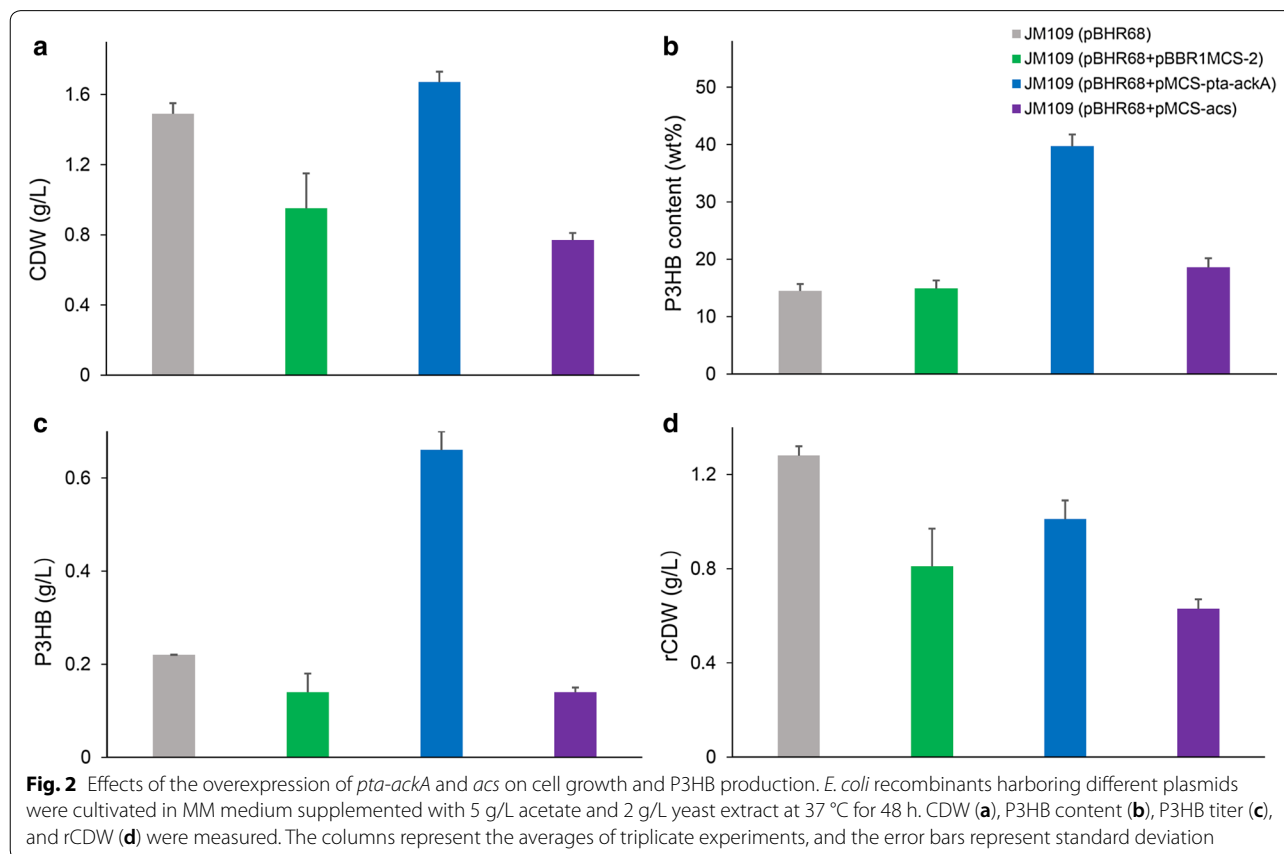 a
CDW (g/L)
1.6
1.2
0.8
0.4
0
b
JM109 (pBHR68)
JM109 (pBHR68+pBBR1MCS-2)
JM109 (pBHR68+pMCS-pta-ackA)
JM109 (pBHR68+pMCS-acs)
P3HB content (wt%)
50
40
30
20
10
0
c
P3HB (g/L)
0.6
0.4
0.2
0
d
rCDW (g/L)
1.2
0.8
0.4
0
Fig. 2 Effects of the overexpression of pta-ackA and acs on cell growth and P3HB production. E. coli recombinants harboring different plasmids
were cultivated in MM medium supplemented with 5 g/L acetate and 2 g/L yeast extract at 37 °C for 48 h. CDW (a), P3HB content (b), P3HB titer (c),
and rCDW (d) were measured. The columns represent the averages of triplicate experiments, and the error bars represent standard deviation